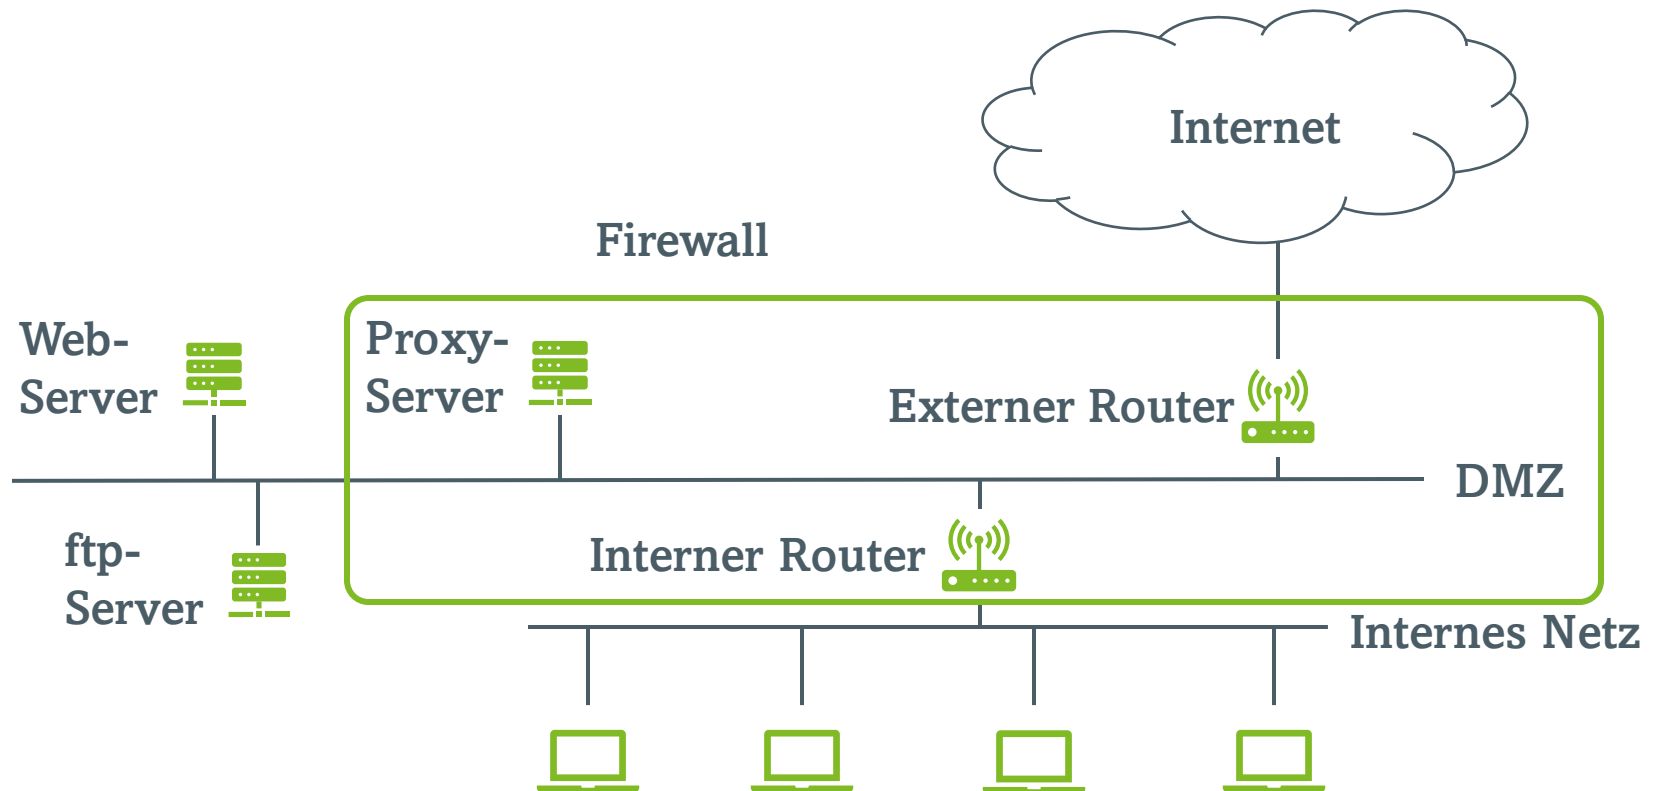 Internet
Firewall
Web-
Server
Proxy-
Server
Externer Router
DMZ
ftp-
Server
Interner Router
Internes Netz